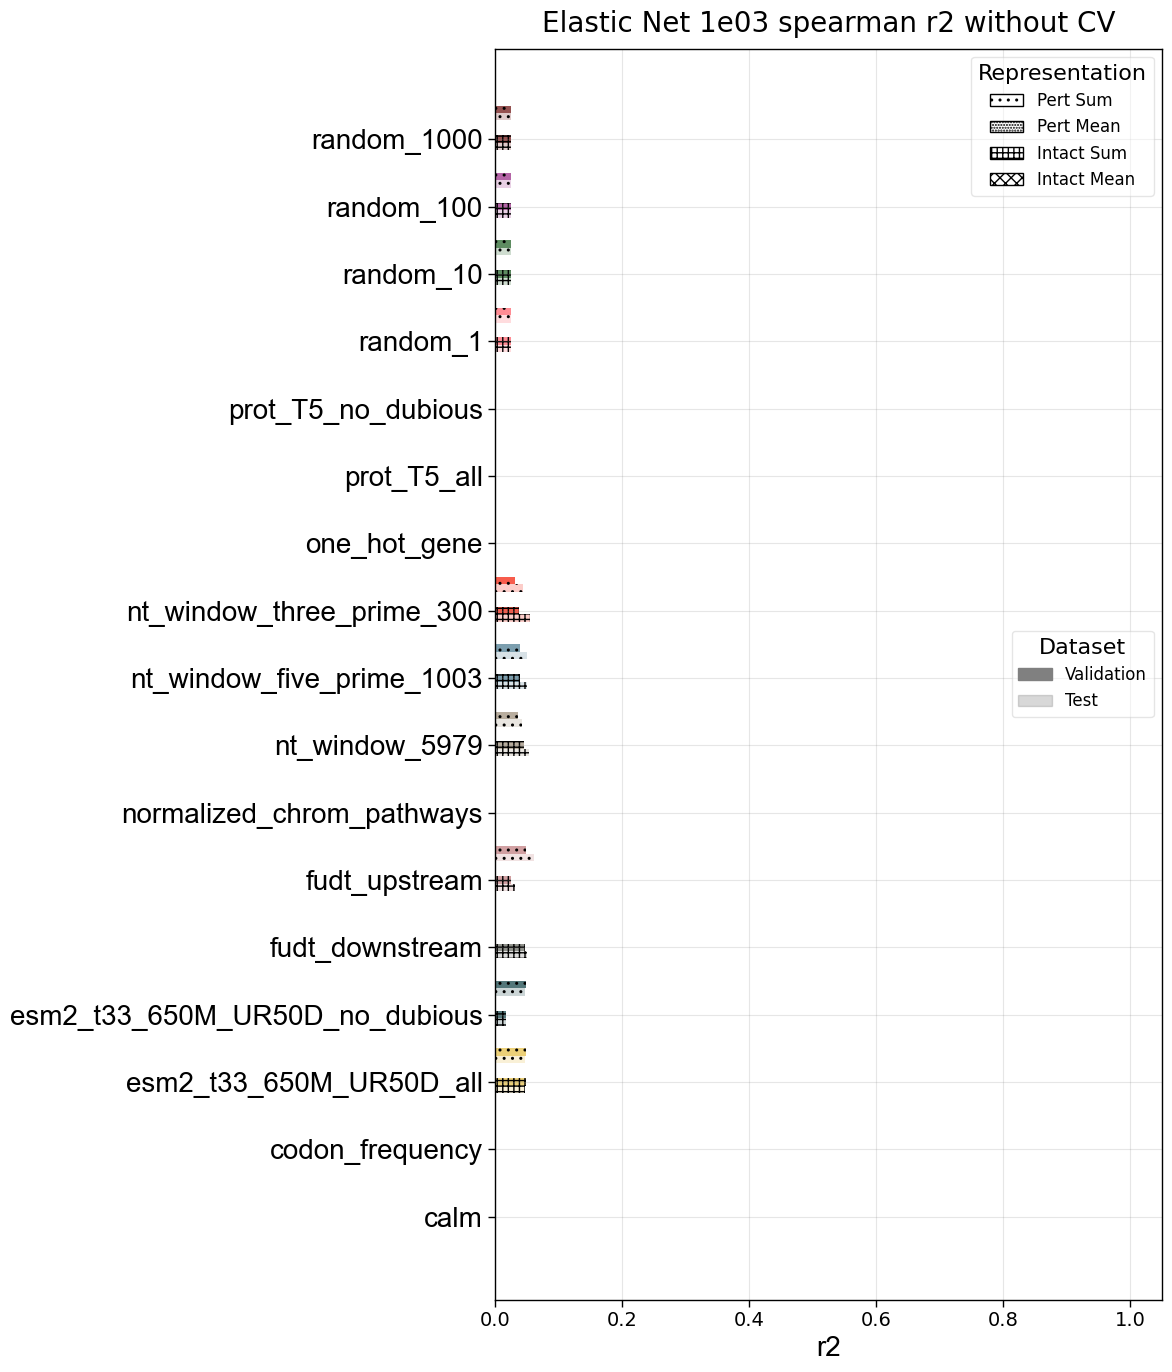 Elastic Net 1e03 spearman r2 without CV
Representation
Pert Sum
Pert Mean
Intact Sum
Intact Mean
random_1000
random_100
random_10
random_1
prot_T5_no_dubious
prot_T5_all
one_hot_gene
nt_window_three_prime_300
Dataset
Validation
Test
nt_window_five_prime_1003
nt_window_5979
normalized_chrom_pathways
fudt_upstream
fudt_downstream
esm2_t33_650M_UR50D_no_dubious
esm2_t33_650M_UR50D_all
codon_frequency
calm
0.0 0.2 0.4 0.6 0.8 1.0
r2